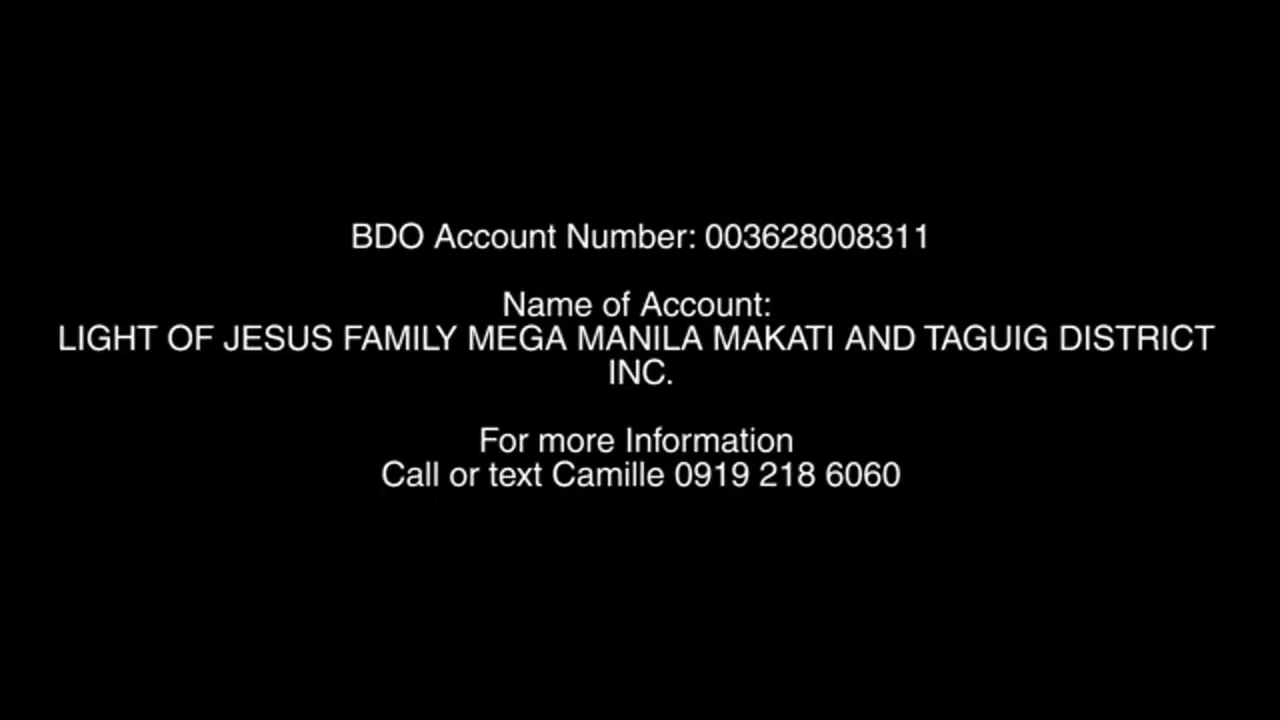 BDO Account Number: 003628008311
Name of Account:
LIGHT OF JESUS FAMILY MEGA MANILA MAKATI AND TAGUIG DISTRICT
INC.
For more Information
Call or text Camille 0919 218 6060